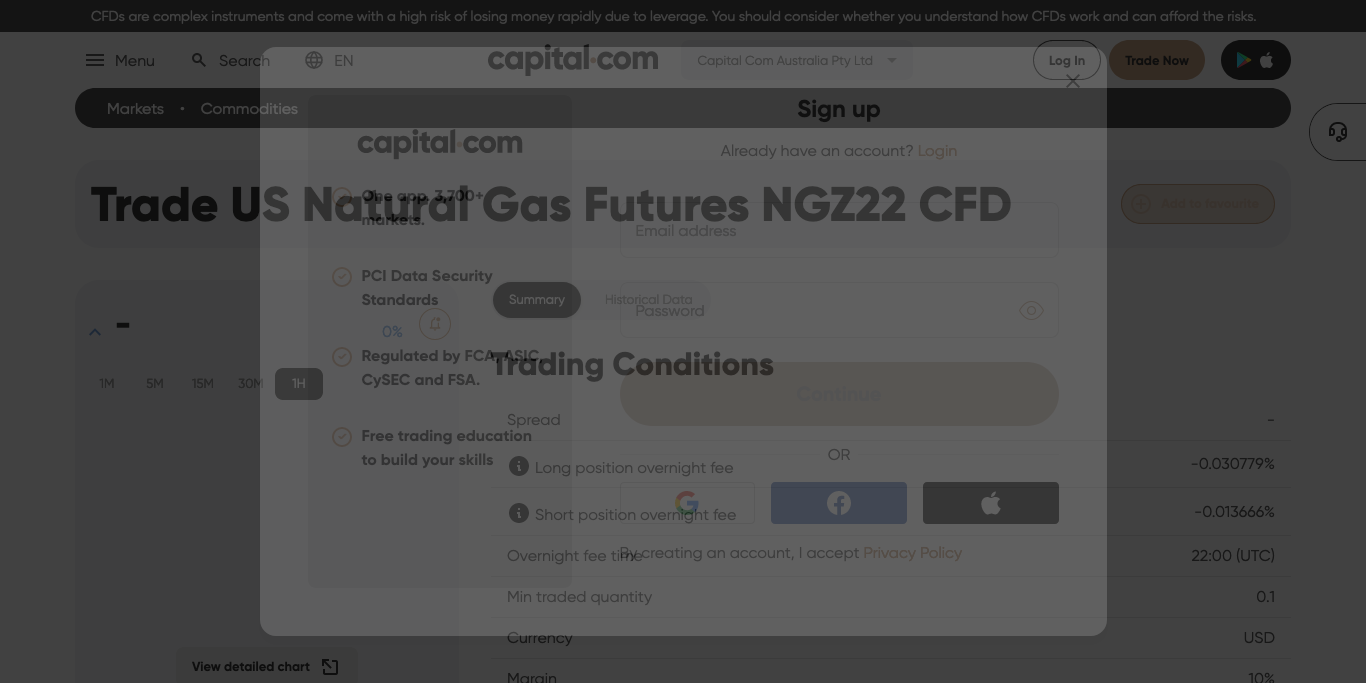 CFDs are complex instruments and come with a high risk of losing money rapidly due to leverage. You should consider whether you understand how CFDs work and can afford the risks.
Menu
Search
EN
capital.com
Capital Com Australia Pty Ltd
Log In
Trade Now
Markets • Commodities
Trade US Natural Gas Futures NGZ22 CFD
Add to favourite
-
0%
1M 5M 15M 30M 1H
View detailed chart
Summary
Historical Data
Trading Conditions
Spread -
Long position overnight fee -0.030779%
Short position overnight fee -0.013666%
Overnight fee time 22:00 (UTC)
Min traded quantity 0.1
Currency USD
Margin 10%
capital.com
One app, 3,700+
markets.
PCI Data Security
Standards
Regulated by FCA, ASIC,
CySEC and FSA.
Free trading education
to build your skills
Sign up
Already have an account? Login
Email address
Password
Continue
OR
By creating an account, I accept Privacy Policy